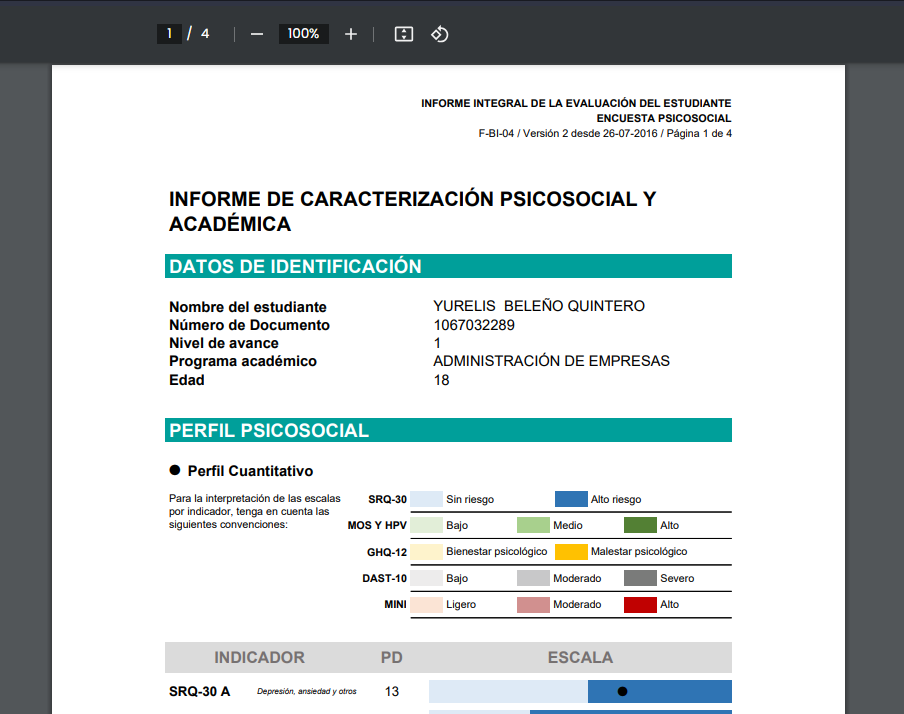 1 / 4 — 100% +
INFORME INTEGRAL DE LA EVALUACIÓN DEL ESTUDIANTE
ENCUESTA PSICOSOCIAL
F-BI-04 / Versión 2 desde 26-07-2016 / Página 1 de 4
INFORME DE CARACTERIZACIÓN PSICOSOCIAL Y
ACADÉMICA
DATOS DE IDENTIFICACIÓN
Nombre del estudiante YURELIS BELEÑO QUINTERO
Número de Documento 1067032289
Nivel de avance 1
Programa académico ADMINISTRACIÓN DE EMPRESAS
Edad 18
PERFIL PSICOSOCIAL
● Perfil Cuantitativo
Para la interpretación de las escalas
por indicador, tenga en cuenta las
siguientes convenciones:
SRQ-30 Sin riesgo Alto riesgo
MOS Y HPV Bajo Medio Alto
GHQ-12 Bienestar psicológico Malestar psicológico
DAST-10 Bajo Moderado Severo
MINI Ligero Moderado Alto
INDICADOR PD ESCALA
SRQ-30 A Depresión, ansiedad y otros 13